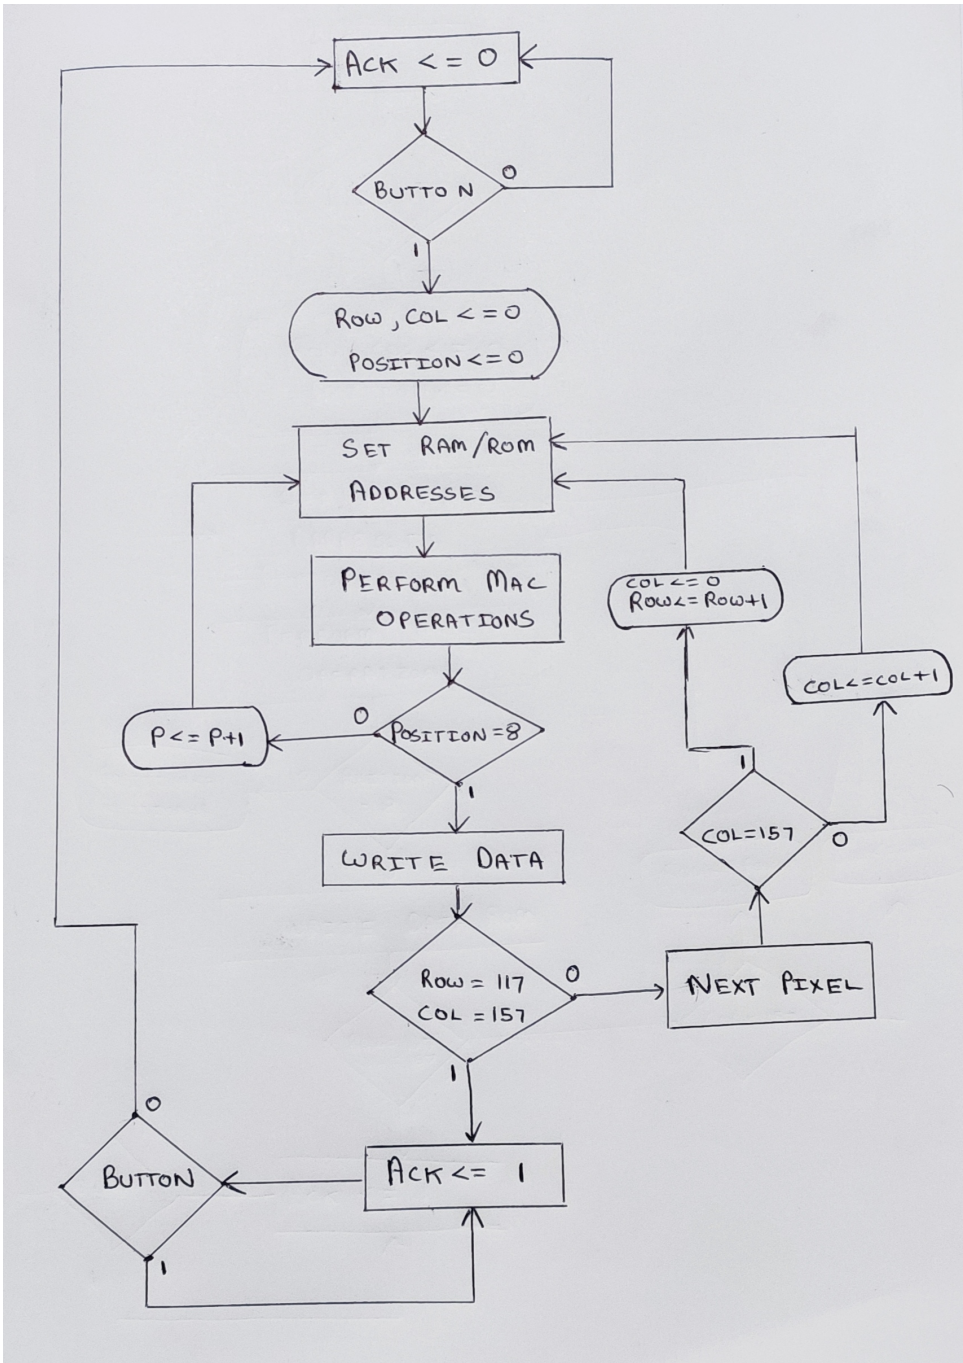 ACK <= 0
BUTTON
0
1
ROW, COL <= 0
POSITION <= 0
SET RAM/ROM
ADDRESSES
PERFORM MAC
OPERATIONS
COL <= 0
ROW <= ROW+1
COL <= COL+1
P <= P+1
0
POSITION = 8
1
1
COL = 157
0
WRITE DATA
ROW = 117
COL = 157
0
NEXT PIXEL
1
0
BUTTON
ACK <= 1
1